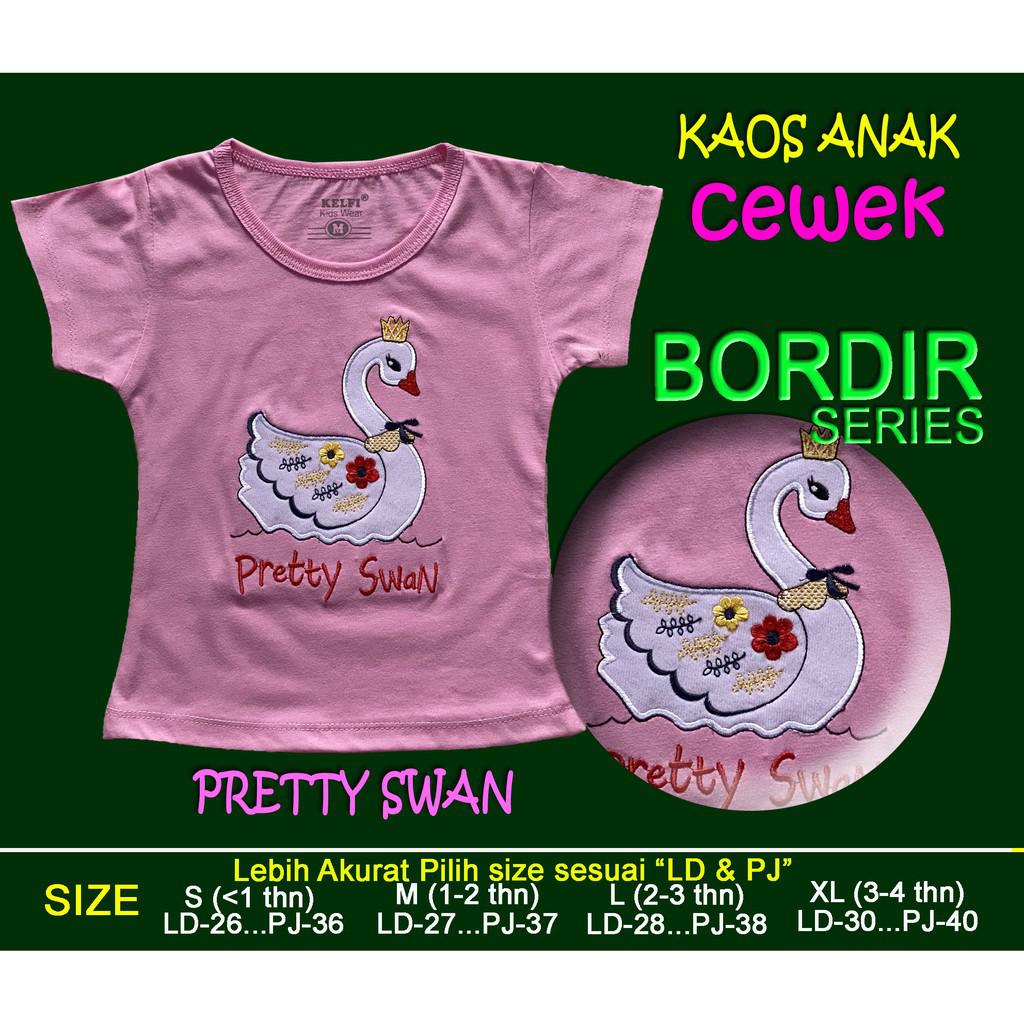 KAOS ANAK
cewek
BORDIR
SERIES
KELFI®
Kids Wear
M
Pretty Swan
Pretty Swan
PRETTY SWAN
Lebih Akurat Pilih size sesuai “LD & PJ”
SIZE
S (<1 thn)
LD-26...PJ-36
M (1-2 thn)
LD-27...PJ-37
L (2-3 thn)
LD-28...PJ-38
XL (3-4 thn)
LD-30...PJ-40